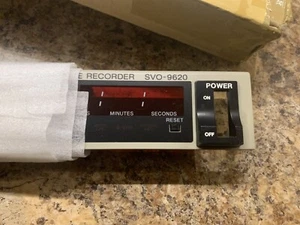 E RECORDER SVO-9620
POWER
ON
MINUTES SECONDS
RESET
OFF